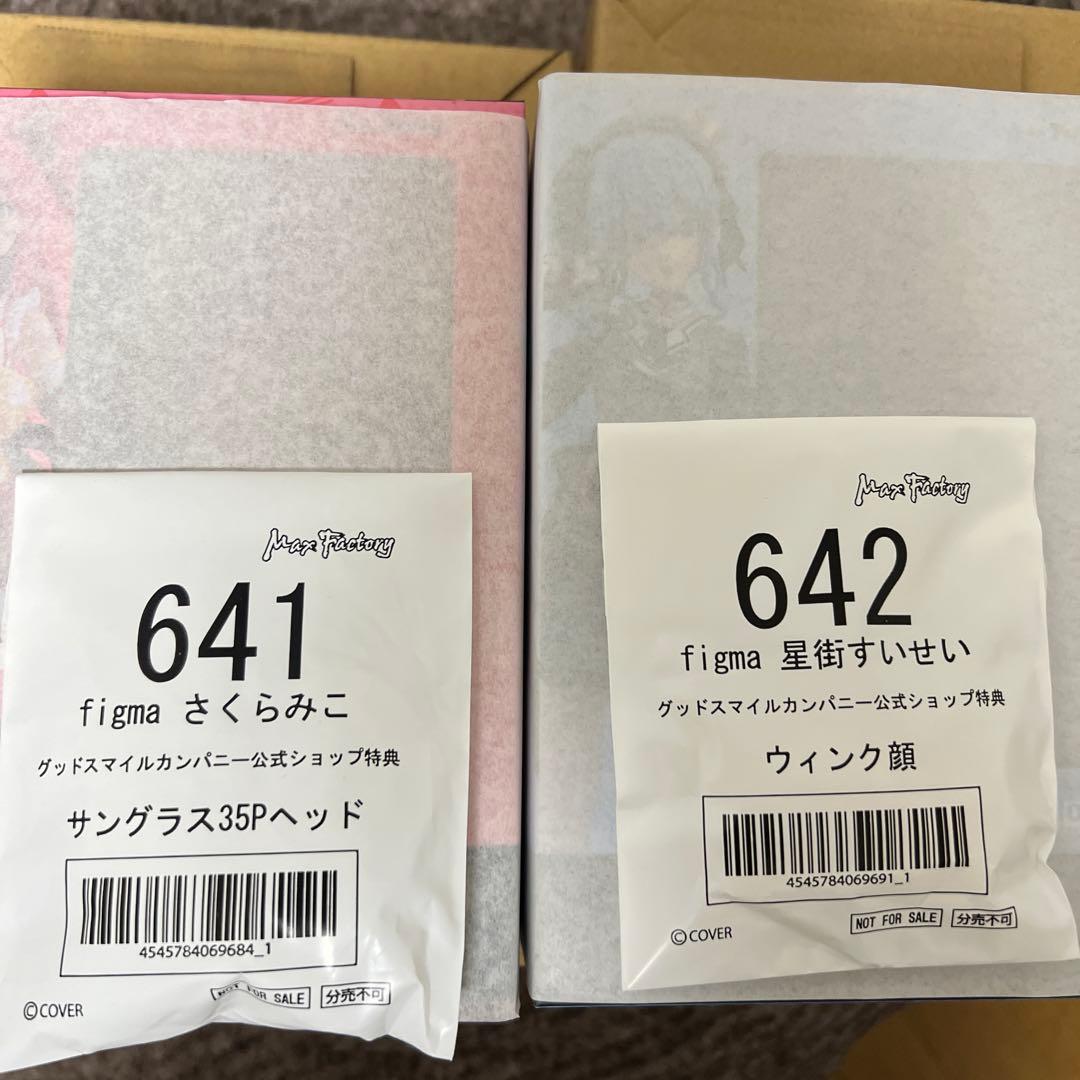 Max Factory
641
figma さくらみこ
グッドスマイルカンパニー公式ショップ特典
サングラス35Pヘッド
4545784069684_1
NOT FOR SALE
分売不可
©COVER
Max Factory
642
figma 星街すいせい
グッドスマイルカンパニー公式ショップ特典
ウィンク顔
4545784069691_1
NOT FOR SALE
分売不可
©COVER